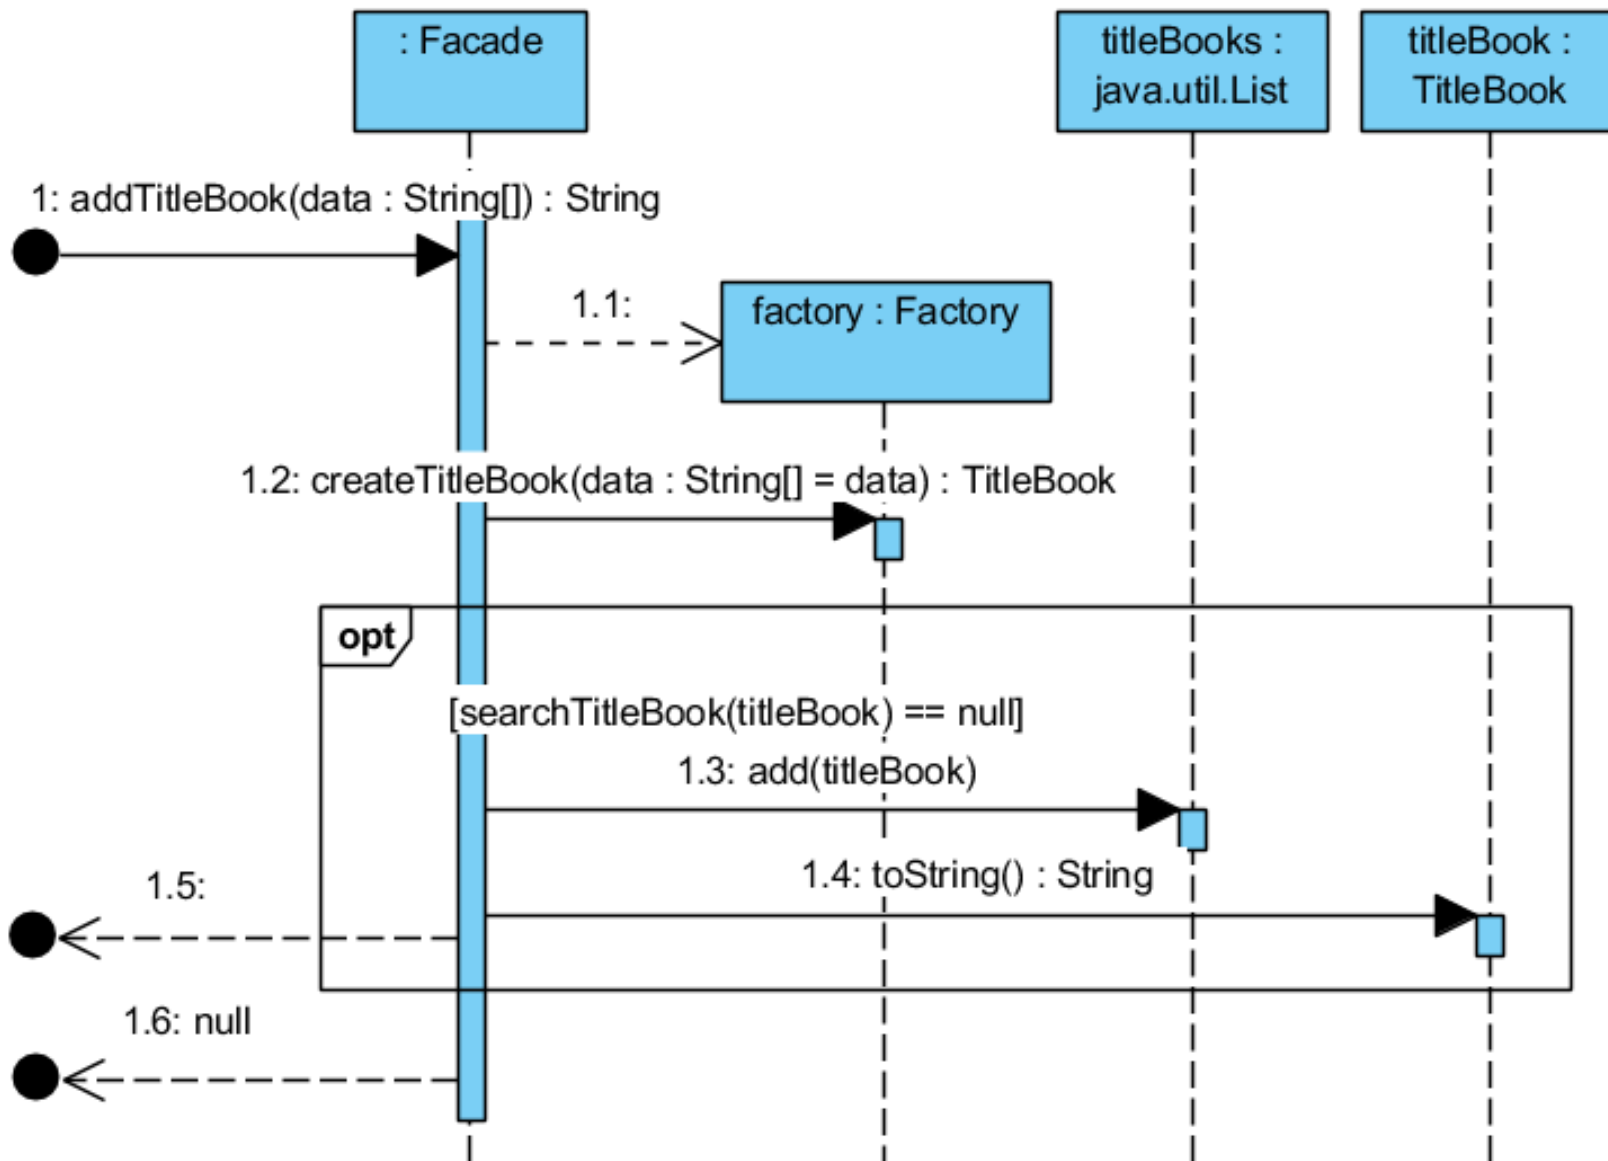 : Facade
titleBooks :
java.util.List
titleBook :
TitleBook
1: addTitleBook(data : String[]) : String
1.1:
factory : Factory
1.2: createTitleBook(data : String[] = data) : TitleBook
opt
[searchTitleBook(titleBook) == null]
1.3: add(titleBook)
1.4: toString() : String
1.5:
1.6: null